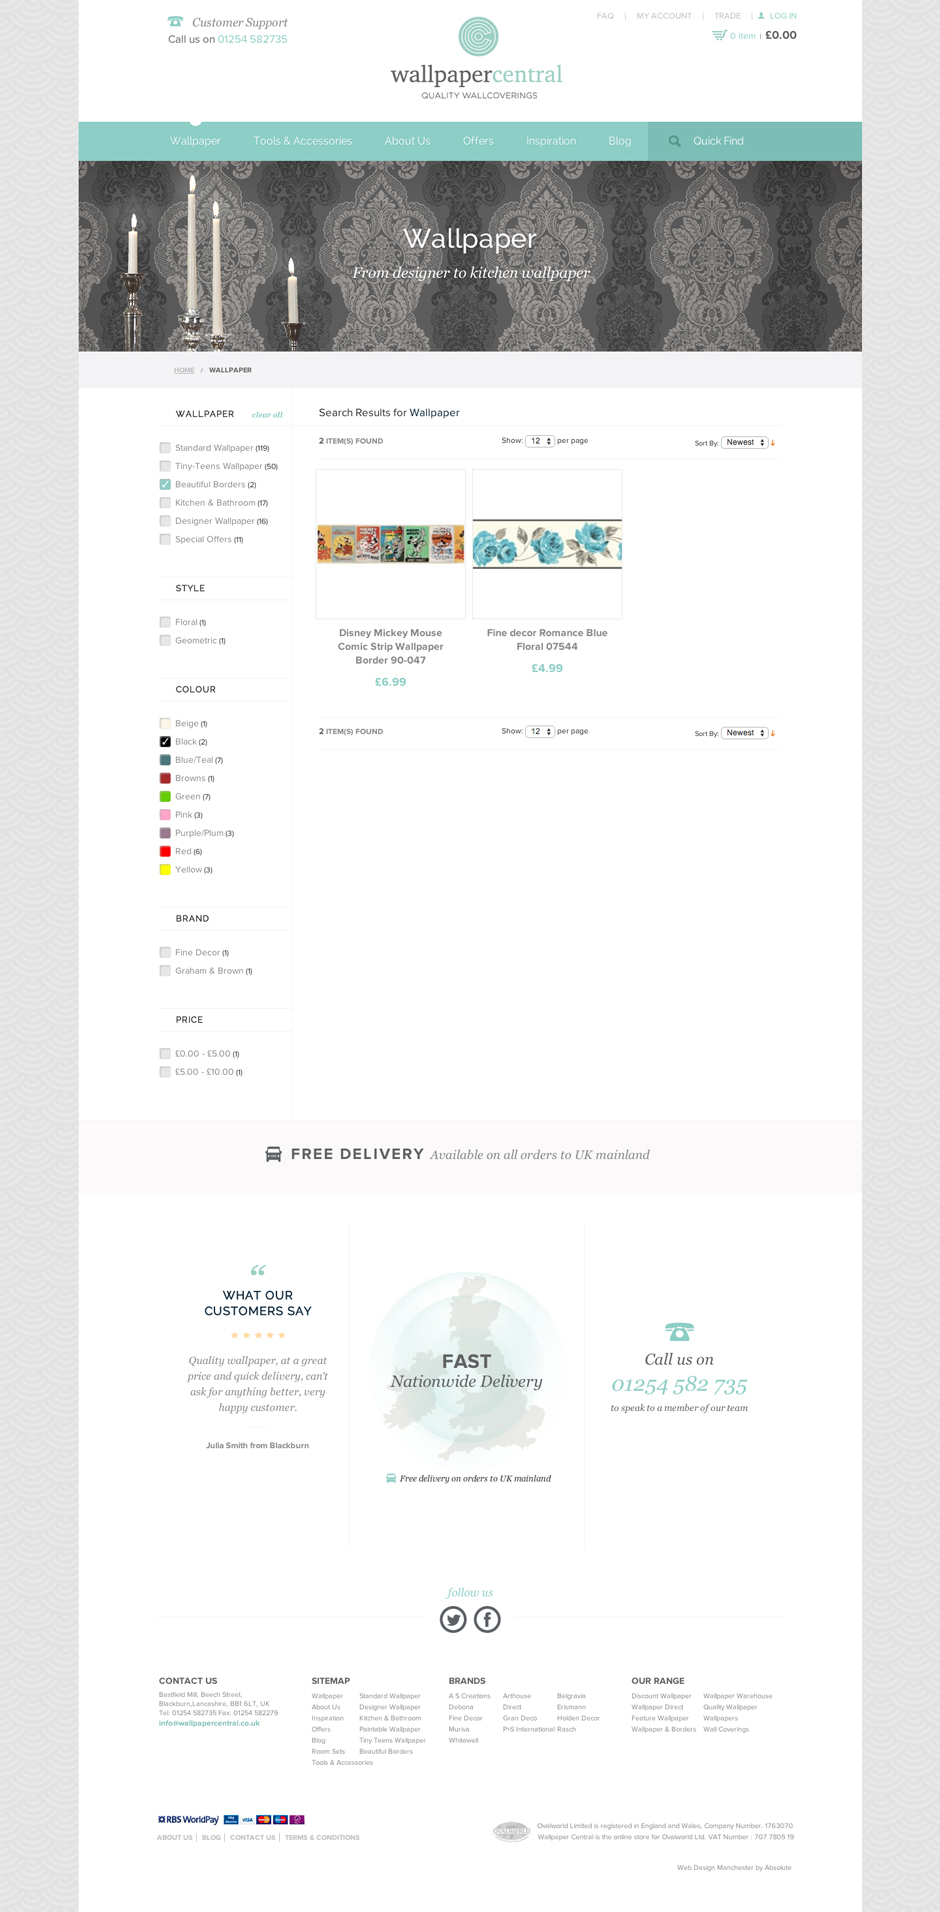 Customer Support
Call us on 01254 582735
FAQ | MY ACCOUNT | TRADE | LOG IN
0 item | £0.00
wallpapercentral
QUALITY WALLCOVERINGS
Wallpaper Tools & Accessories About Us Offers Inspiration Blog Quick Find
Wallpaper
From designer to kitchen wallpaper
HOME / WALLPAPER
WALLPAPER clear all
Standard Wallpaper (119)
Tiny-Teens Wallpaper (50)
Beautiful Borders (2)
Kitchen & Bathroom (17)
Designer Wallpaper (16)
Special Offers (11)
STYLE
Floral (1)
Geometric (1)
COLOUR
Beige (1)
Black (2)
Blue/Teal (7)
Browns (1)
Green (7)
Pink (3)
Purple/Plum (3)
Red (6)
Yellow (3)
BRAND
Fine Decor (1)
Graham & Brown (1)
PRICE
£0.00 - £5.00 (1)
£5.00 - £10.00 (1)
Search Results for Wallpaper
2 ITEM(S) FOUND Show: 12 per page Sort By: Newest
Disney Mickey Mouse
Comic Strip Wallpaper
Border 90-047
£6.99
Fine decor Romance Blue
Floral 07544
£4.99
2 ITEM(S) FOUND Show: 12 per page Sort By: Newest
FREE DELIVERY Available on all orders to UK mainland
“
WHAT OUR
CUSTOMERS SAY
Quality wallpaper, at a great
price and quick delivery, can't
ask for anything better, very
happy customer.
Julia Smith from Blackburn
FAST
Nationwide Delivery
Free delivery on orders to UK mainland
Call us on
01254 582 735
to speak to a member of our team
follow us
CONTACT US
Bastfield Mill, Beech Street,
Blackburn,Lancashire, BB1 6LT, UK
Tel: 01254 582735 Fax: 01254 582279
info@wallpapercentral.co.uk
SITEMAP
Wallpaper Standard Wallpaper
About Us Designer Wallpaper
Inspiration Kitchen & Bathroom
Offers Paintable Wallpaper
Blog Tiny Teens Wallpaper
Room Sets Beautiful Borders
Tools & Accessories
BRANDS
A S Creations Arthouse Belgravia
Debona Direct Erismann
Fine Decor Gran Deco Holden Decor
Muriva P+S International Rasch
Whitewell
OUR RANGE
Discount Wallpaper Wallpaper Warehouse
Wallpaper Direct Quality Wallpaper
Feature Wallpaper Wallpapers
Wallpaper & Borders Wall Coverings
RBS WorldPay VISA
ABOUT US | BLOG | CONTACT US | TERMS & CONDITIONS
OVALWORLD
Ovalworld Limited is registered in England and Wales, Company Number. 1763070
Wallpaper Central is the online store for Ovalworld Ltd. VAT Number : 707 7805 19
Web Design Manchester by Absolute